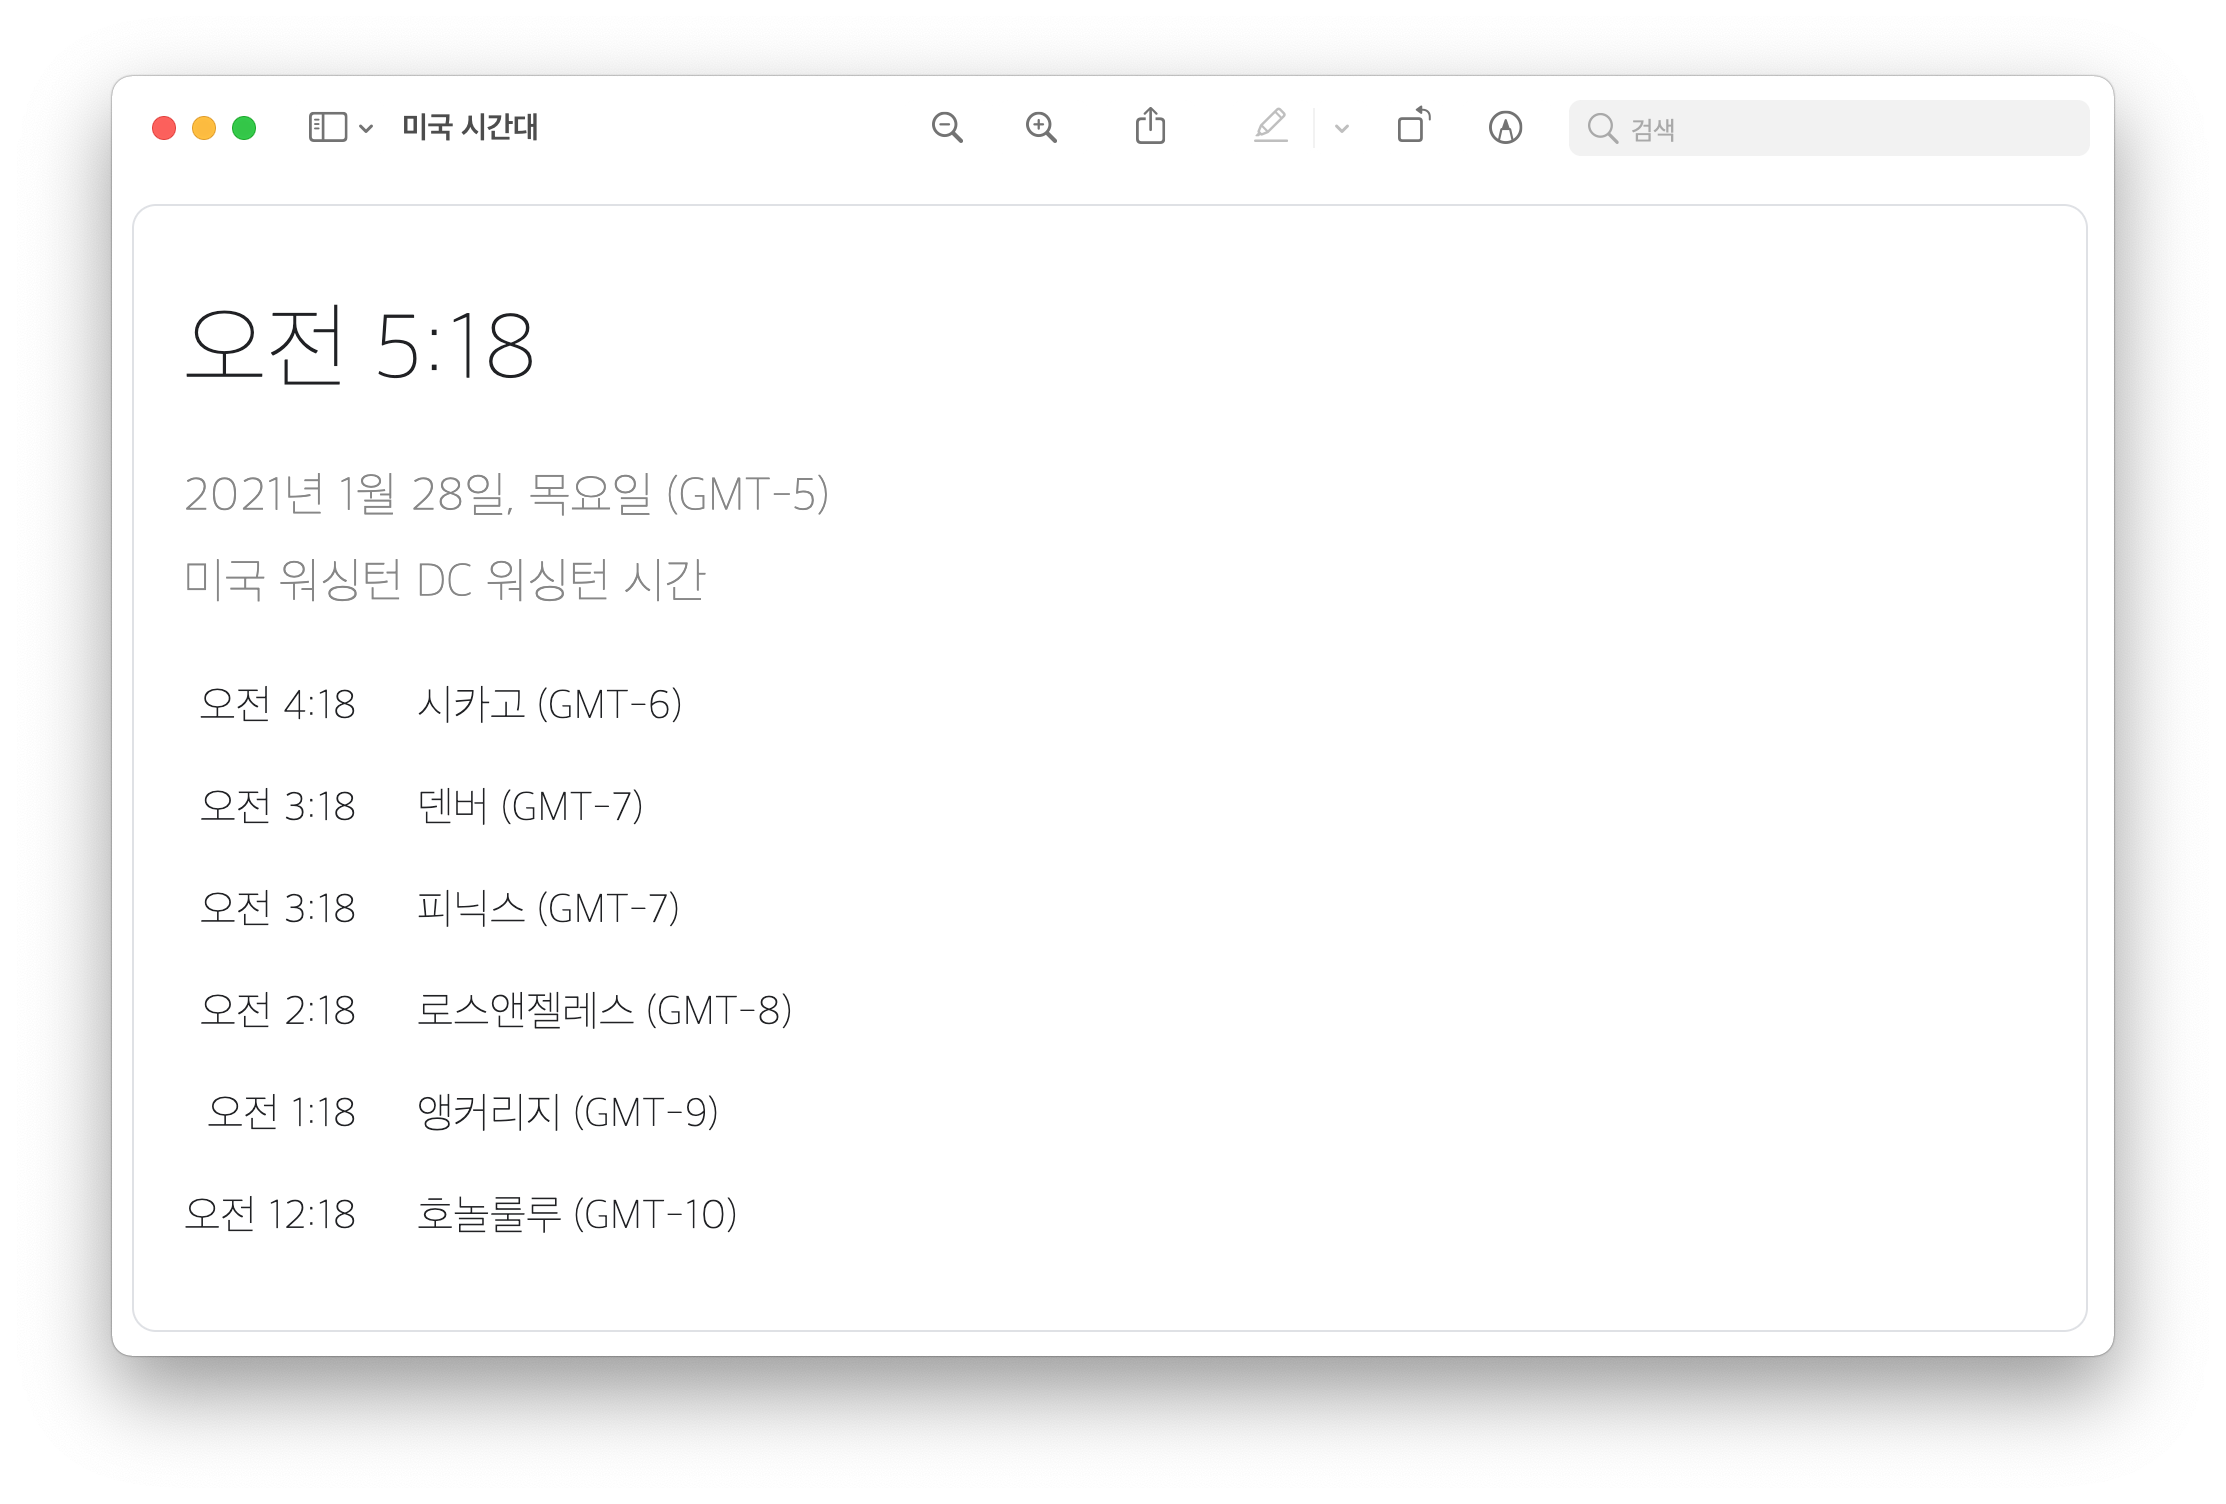 미국 시간대
검색
오전 5:18
2021년 1월 28일, 목요일 (GMT-5)
미국 워싱턴 DC 워싱턴 시간
오전 4:18 시카고 (GMT-6)
오전 3:18 덴버 (GMT-7)
오전 3:18 피닉스 (GMT-7)
오전 2:18 로스앤젤레스 (GMT-8)
오전 1:18 앵커리지 (GMT-9)
오전 12:18 호놀룰루 (GMT-10)